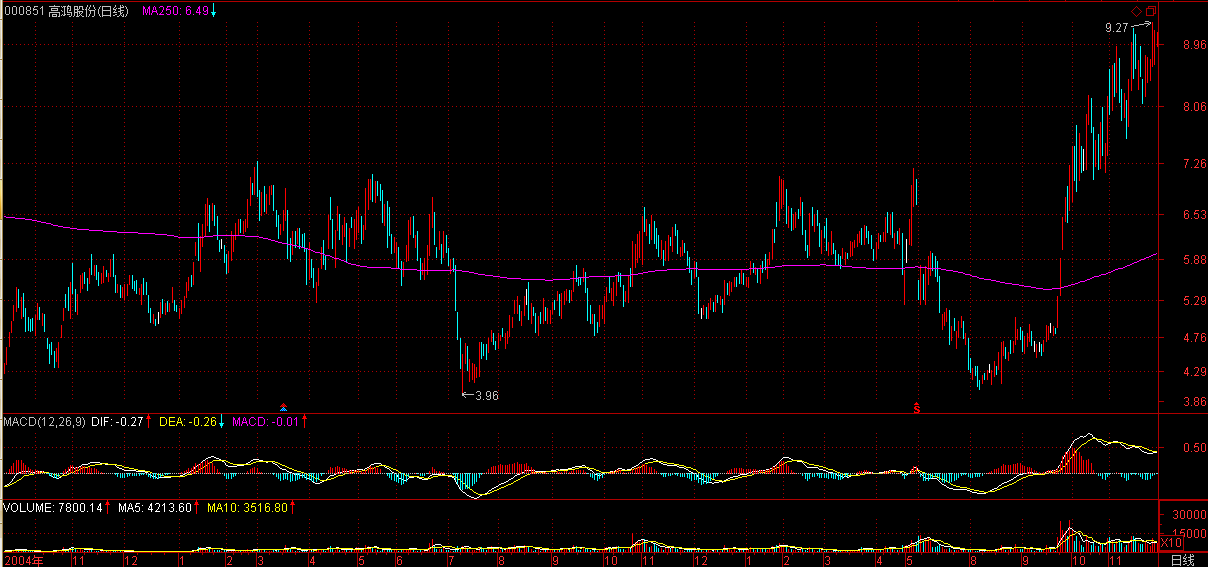 000851 高鸿股份(日线) MA250: 6.49↓
9.27
8.96
8.06
7.26
6.53
5.88
5.29
4.76
4.29
3.86
3.96
S
MACD(12,26,9) DIF: -0.27↑ DEA: -0.26↓ MACD: -0.01↑
0.50
VOLUME: 7800.14↑ MA5: 4213.60↑ MA10: 3516.80↑
30000
15000
X10
2004年 11 12 1 2 3 4 5 6 7 8 9 10 11 12 1 2 3 4 5 8 9 10 11 日线